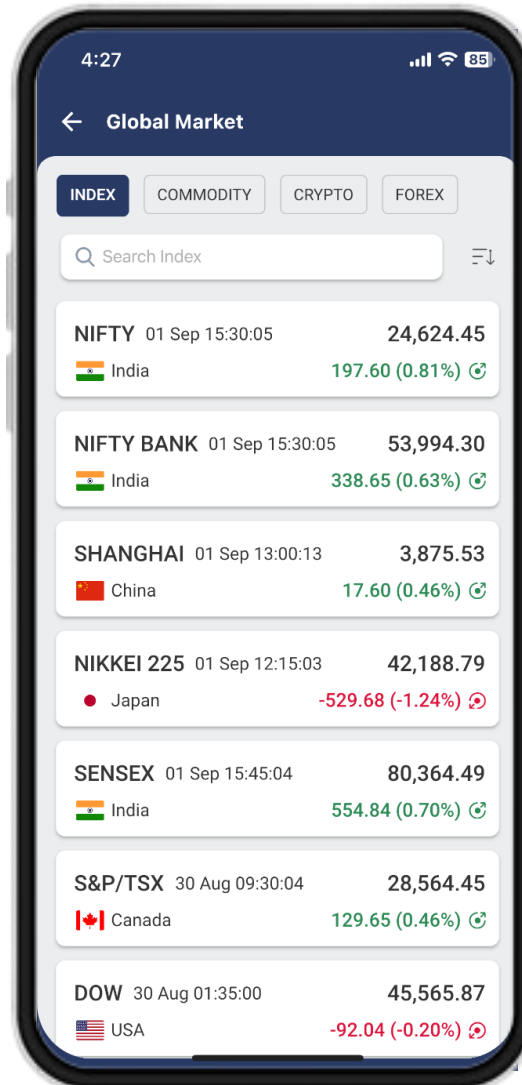 4:27 85
Global Market
INDEX COMMODITY CRYPTO FOREX
Search Index
NIFTY 01 Sep 15:30:05 24,624.45
India 197.60 (0.81%)
NIFTY BANK 01 Sep 15:30:05 53,994.30
India 338.65 (0.63%)
SHANGHAI 01 Sep 13:00:13 3,875.53
China 17.60 (0.46%)
NIKKEI 225 01 Sep 12:15:03 42,188.79
Japan -529.68 (-1.24%)
SENSEX 01 Sep 15:45:04 80,364.49
India 554.84 (0.70%)
S&P/TSX 30 Aug 09:30:04 28,564.45
Canada 129.65 (0.46%)
DOW 30 Aug 01:35:00 45,565.87
USA -92.04 (-0.20%)